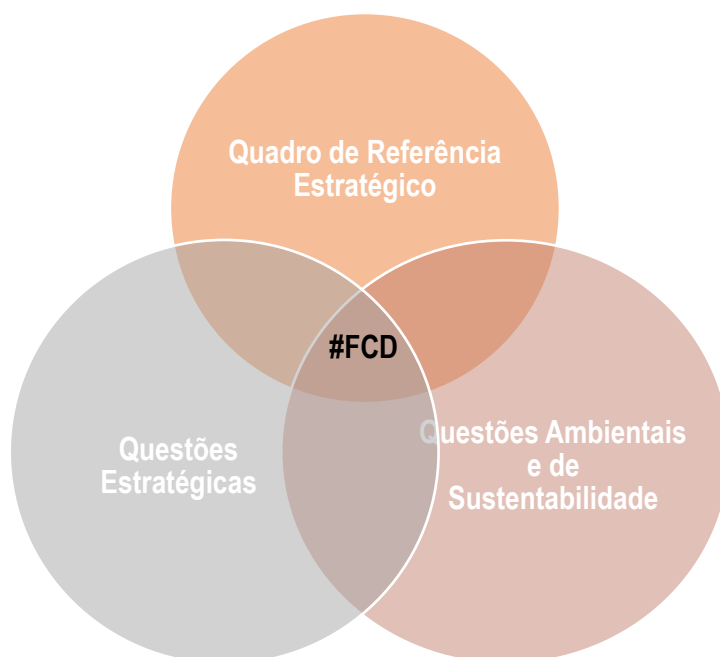 Quadro de Referência
Estratégico
#FCD
Questões
Estratégicas
Questões Ambientais
e de
Sustentabilidade